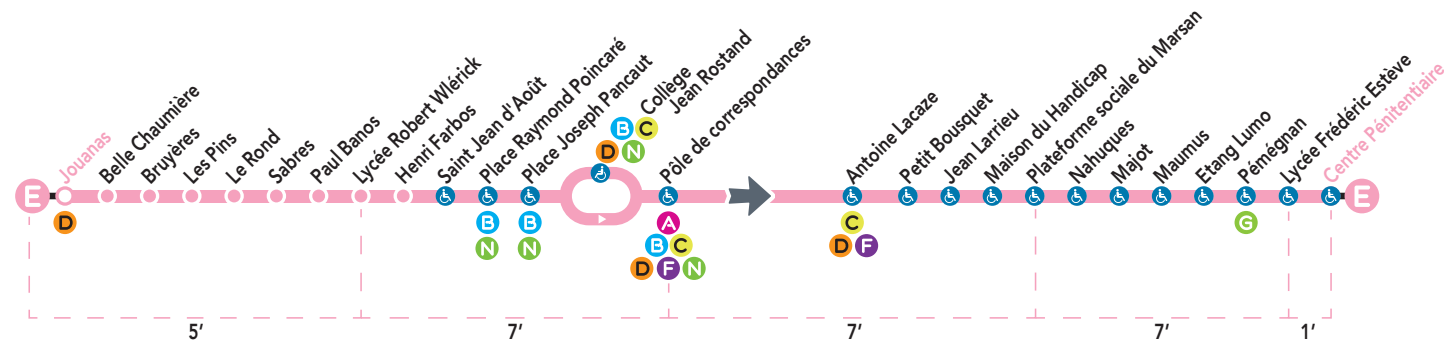 E
Jouanas
D
Belle Chaumière
Bruyères
Les Pins
Le Rond
Sabres
Paul Banos
Lycée Robert Wlérick
Henri Farbos
Saint Jean d'Août
Place Raymond Poincaré
B
N
Place Joseph Pancaut
B
N
Collège
Jean Rostand
B C
D N
Pôle de correspondances
A
B C
D F N
Antoine Lacaze
C
D F
Petit Bousquet
Jean Larrieu
Maison du Handicap
Plateforme sociale du Marsan
Nahuques
Majot
Maumus
Etang Lumo
Pémégnan
G
Lycée Frédéric Estève
Centre Pénitentiaire
E
5’
7’
7’
7’
1’